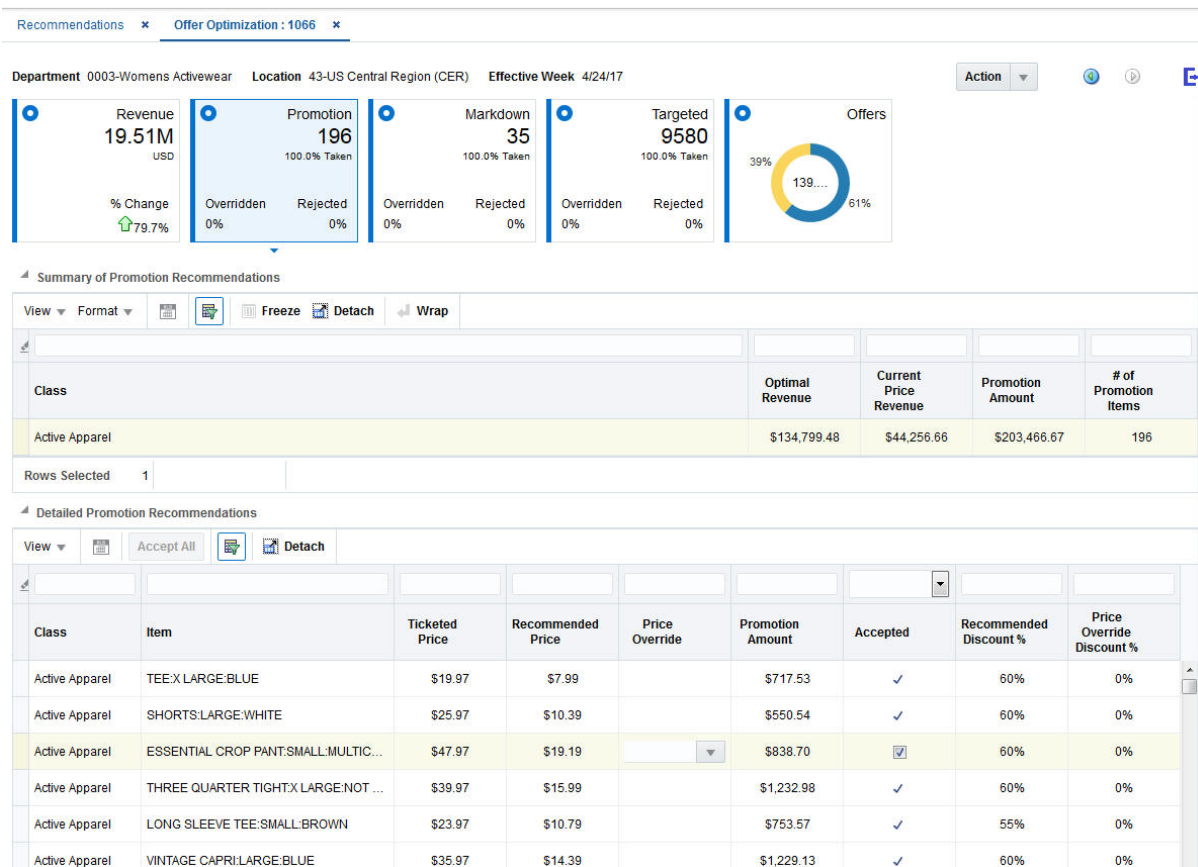 Recommendations × Offer Optimization : 1066 ×
Department 0003-Womens Activewear Location 43-US Central Region (CER) Effective Week 4/24/17 Action
Revenue
19.51M
USD
% Change
79.7%
Promotion
196
100.0% Taken
Overridden Rejected
0% 0%
Markdown
35
100.0% Taken
Overridden Rejected
0% 0%
Targeted
9580
100.0% Taken
Overridden Rejected
0% 0%
Offers
39%
139....
61%
Summary of Promotion Recommendations
View Format Freeze Detach Wrap
Class Optimal Revenue Current Price Revenue Promotion Amount # of Promotion Items
Active Apparel $134,799.48 $44,256.66 $203,466.67 196
Rows Selected 1
Detailed Promotion Recommendations
View Accept All Detach
Class Item Ticketed Price Recommended Price Price Override Promotion Amount Accepted Recommended Discount % Price Override Discount %
Active Apparel TEE:X LARGE:BLUE $19.97 $7.99 $717.53 60% 0%
Active Apparel SHORTS:LARGE:WHITE $25.97 $10.39 $550.54 60% 0%
Active Apparel ESSENTIAL CROP PANT:SMALL:MULTIC... $47.97 $19.19 $838.70 60% 0%
Active Apparel THREE QUARTER TIGHT:X LARGE:NOT ... $39.97 $15.99 $1,232.98 60% 0%
Active Apparel LONG SLEEVE TEE:SMALL:BROWN $23.97 $10.79 $753.57 55% 0%
Active Apparel VINTAGE CAPRI:LARGE:BLUE $35.97 $14.39 $1,229.13 60% 0%